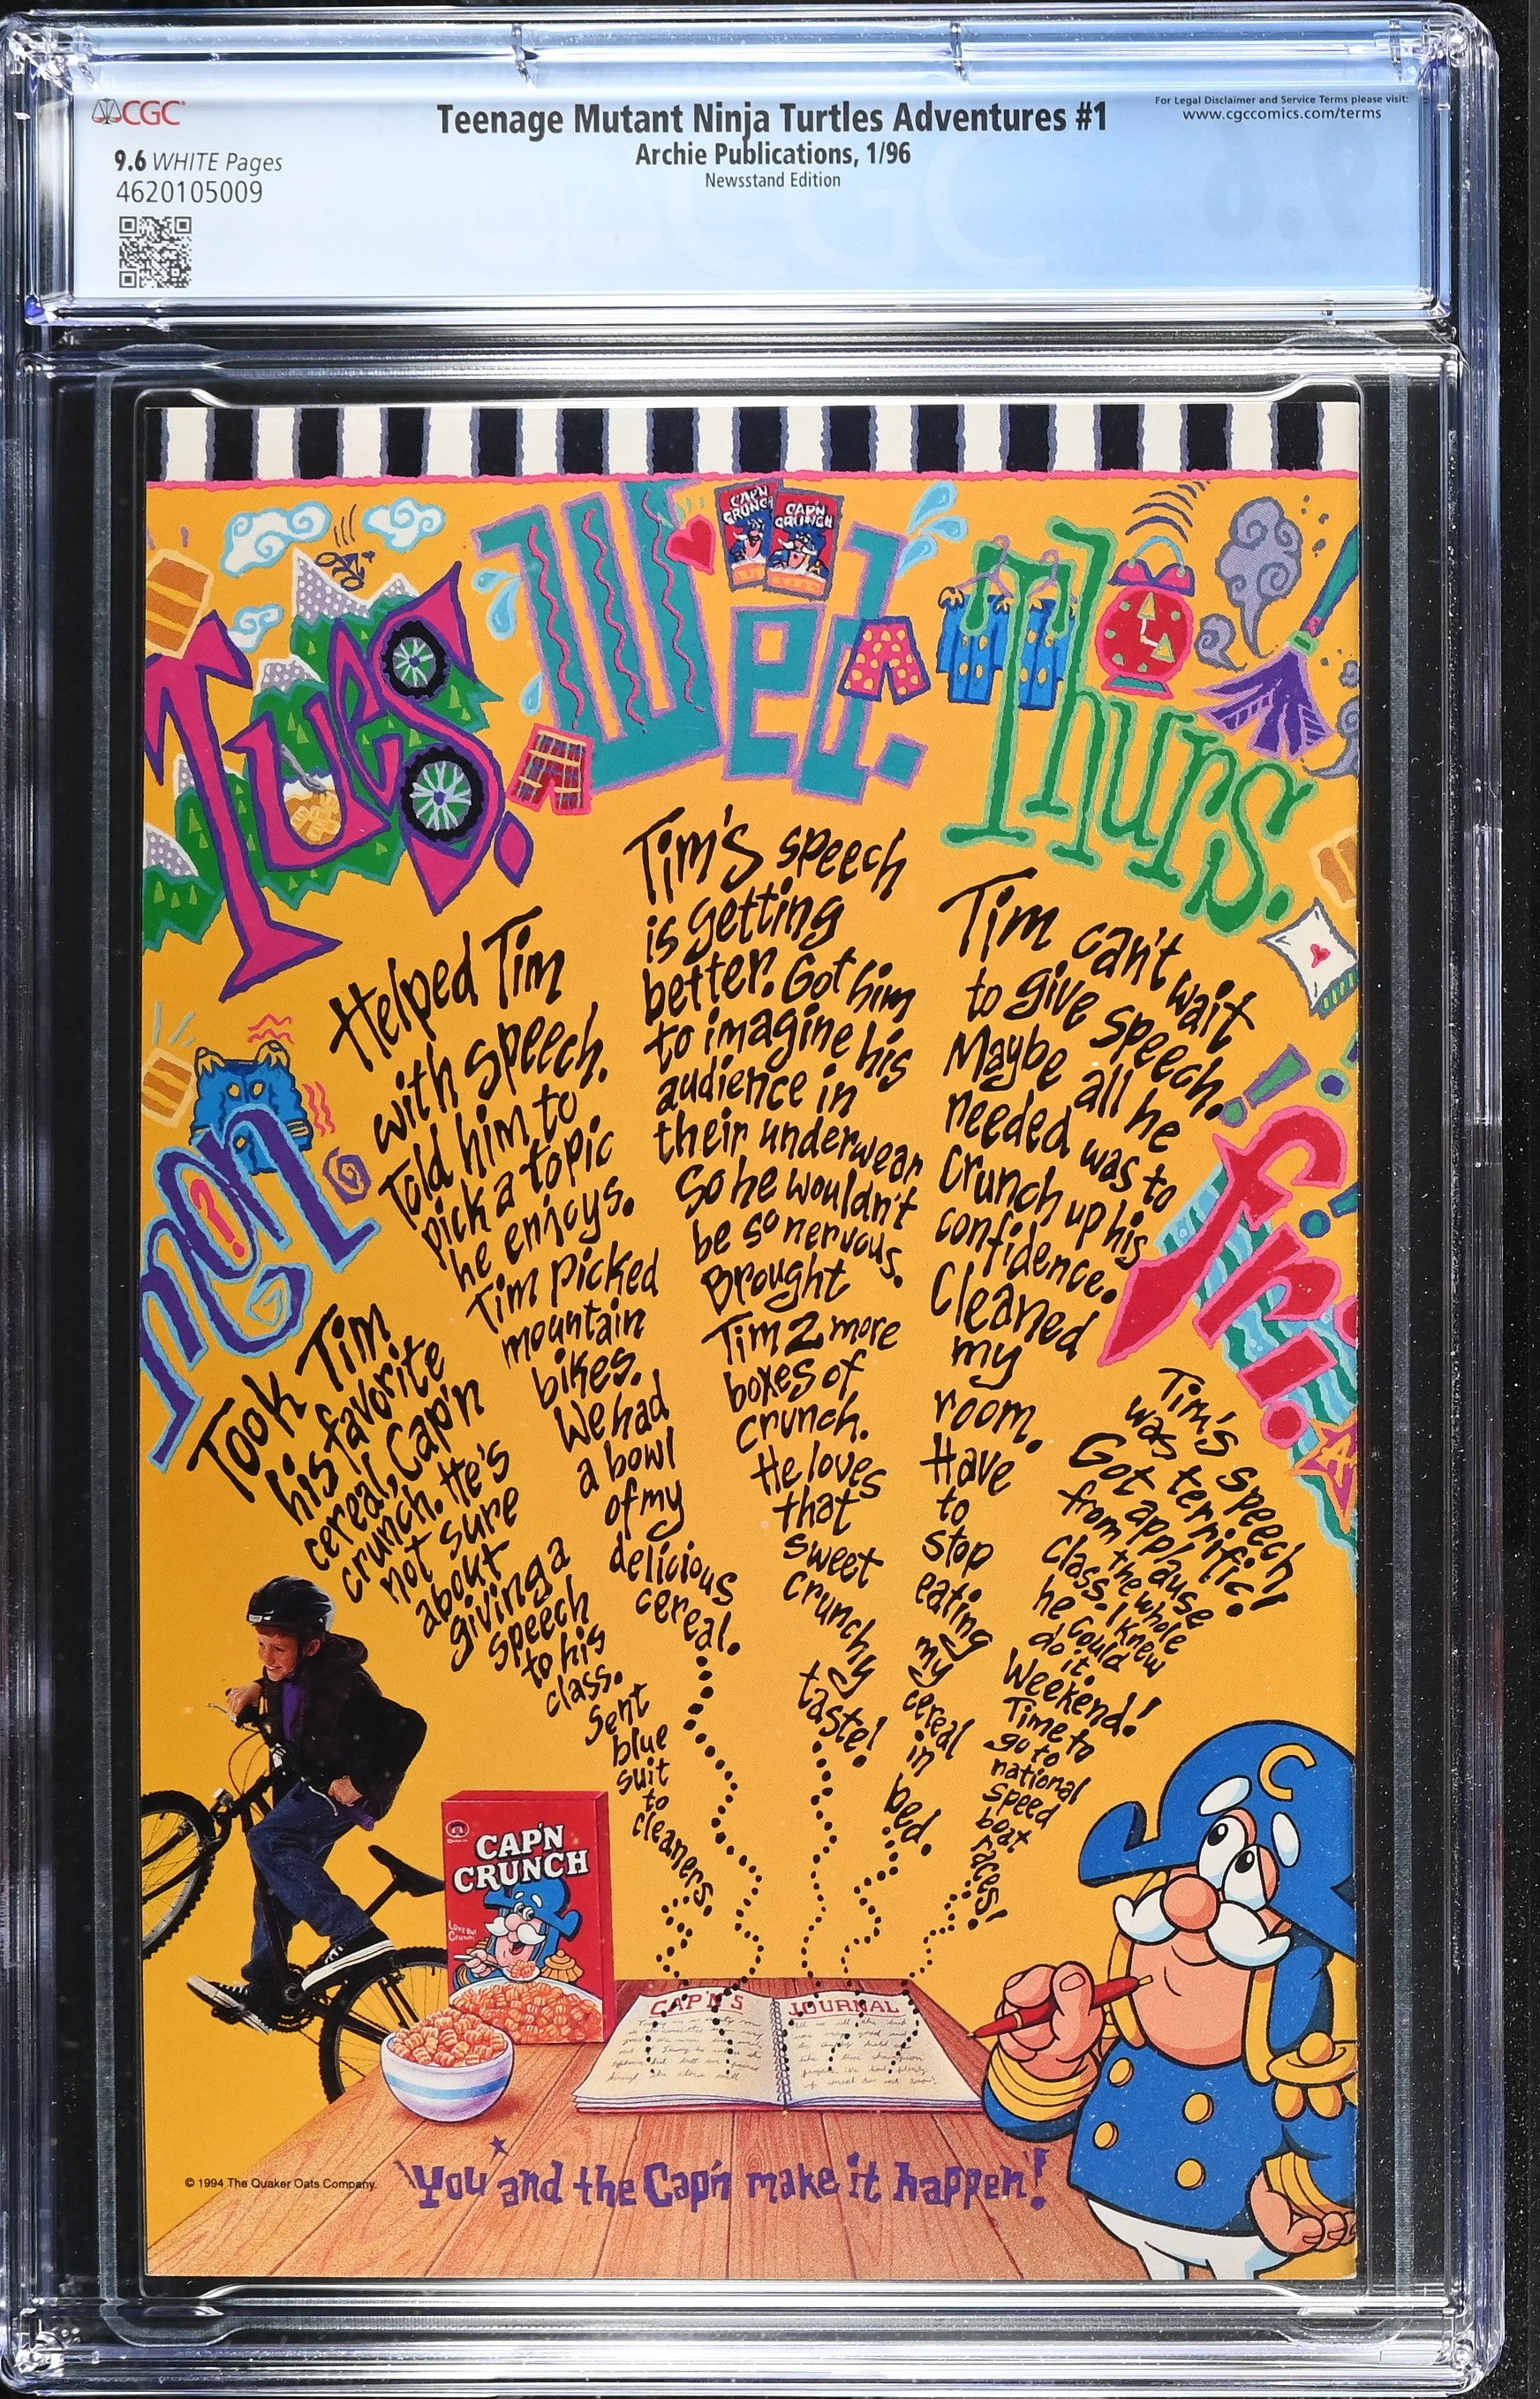 CGC
9.6 WHITE Pages
4620105009
Teenage Mutant Ninja Turtles Adventures #1
Archie Publications, 1/96
Newsstand Edition
For Legal Disclaimer and Service Terms please visit:
www.cgccomics.com/terms
Mon
Took Tim
his favorite
cereal, Cap'n
crunch. He's
not sure
about
giving a
speech
to his
class.
Sent
blue
suit
to
cleaners.
Tues.
Helped Tim
with speech.
Told him to
pick a topic
he enjoys.
Tim picked
mountain
bikes.
We had
a bowl
of my
delicious
cereal.
Wed.
CAP'N
CRUNCH
CAP'N
CRUNCH
Tim's speech
is getting
better. Got him
to imagine his
audience in
their underwear
So he wouldn't
be so nervous.
Brought
Tim 2 more
boxes of
crunch.
He loves
that
sweet
crunchy
taste!
Thurs.
Tim can't wait
to give speech.
Maybe all he
needed was to
crunch up his
confidence.
Cleaned
my
room.
Have
to
stop
eating
my
cereal
in
bed.
fri.
Tim's speech
was terrific!
Got applause
from the whole
class. I knew
he could
do it.
Weekend!
Time to
go to
national
speed
boat
races!
C
CAP'N
CRUNCH
CAP'N'S JOURNAL
© 1994 The Quaker Oats Company.
You and the Cap'n make it happen!